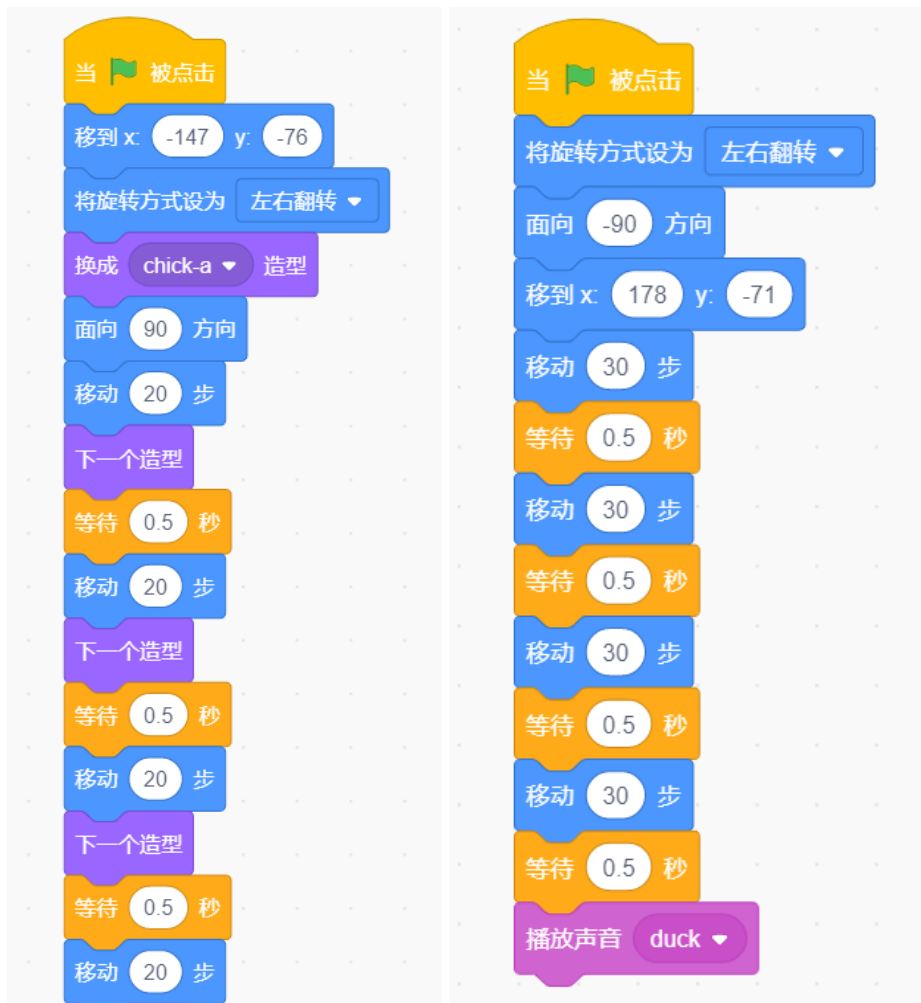 当 被点击
移到 x: -147 y: -76
将旋转方式设为 左右翻转
换成 chick-a 造型
面向 90 方向
移动 20 步
下一个造型
等待 0.5 秒
移动 20 步
下一个造型
等待 0.5 秒
移动 20 步
下一个造型
等待 0.5 秒
移动 20 步
当 被点击
将旋转方式设为 左右翻转
面向 -90 方向
移到 x: 178 y: -71
移动 30 步
等待 0.5 秒
移动 30 步
等待 0.5 秒
移动 30 步
等待 0.5 秒
移动 30 步
等待 0.5 秒
播放声音 duck